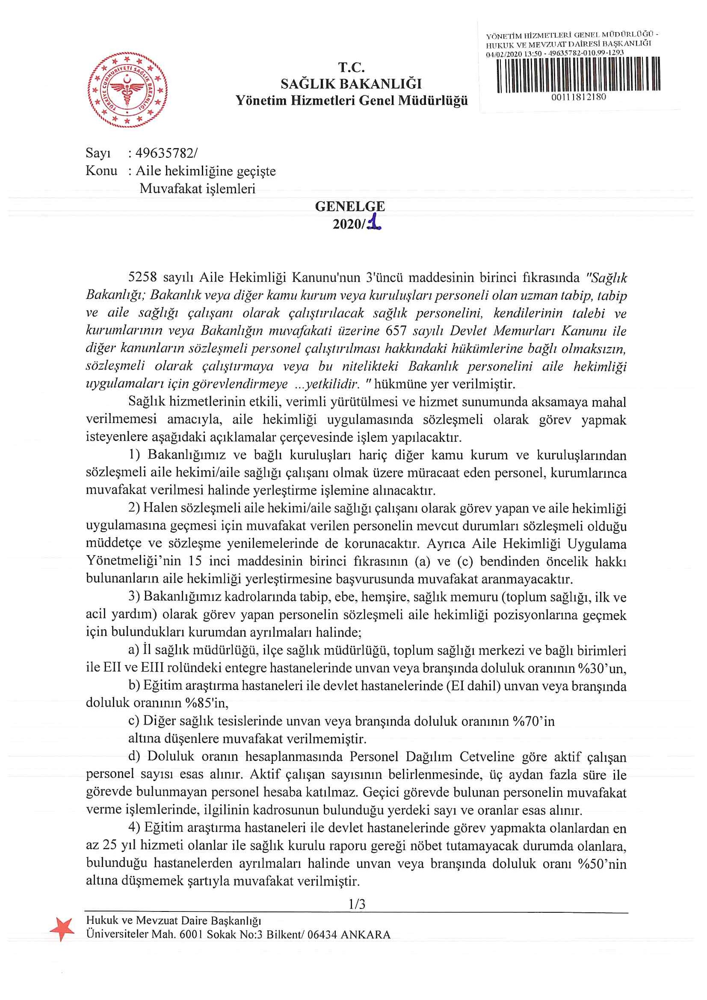 YÖNETİM HİZMETLERİ GENEL MÜDÜRLÜĞÜ -
HUKUK VE MEVZUAT DAİRESİ BAŞKANLIĞI
04/02/2020 13:50 - 49635782-010.99-1293
00111812180
TÜRKİYE CUMHURİYETİ SAĞLIK BAKANLIĞI
T.C.
SAĞLIK BAKANLIĞI
Yönetim Hizmetleri Genel Müdürlüğü
Sayı : 49635782/
Konu : Aile hekimliğine geçişte
Muvafakat işlemleri
GENELGE
2020/1
5258 sayılı Aile Hekimliği Kanunu'nun 3'üncü maddesinin birinci fıkrasında "Sağlık
Bakanlığı; Bakanlık veya diğer kamu kurum veya kuruluşları personeli olan uzman tabip, tabip
ve aile sağlığı çalışanı olarak çalıştırılacak sağlık personelini, kendilerinin talebi ve
kurumlarının veya Bakanlığın muvafakati üzerine 657 sayılı Devlet Memurları Kanunu ile
diğer kanunların sözleşmeli personel çalıştırılması hakkındaki hükümlerine bağlı olmaksızın,
sözleşmeli olarak çalıştırmaya veya bu nitelikteki Bakanlık personelini aile hekimliği
uygulamaları için görevlendirmeye ...yetkilidir. " hükmüne yer verilmiştir.
Sağlık hizmetlerinin etkili, verimli yürütülmesi ve hizmet sunumunda aksamaya mahal
verilmemesi amacıyla, aile hekimliği uygulamasında sözleşmeli olarak görev yapmak
isteyenlere aşağıdaki açıklamalar çerçevesinde işlem yapılacaktır.
1) Bakanlığımız ve bağlı kuruluşları hariç diğer kamu kurum ve kuruluşlarından
sözleşmeli aile hekimi/aile sağlığı çalışanı olmak üzere müracaat eden personel, kurumlarınca
muvafakat verilmesi halinde yerleştirme işlemine alınacaktır.
2) Halen sözleşmeli aile hekimi/aile sağlığı çalışanı olarak görev yapan ve aile hekimliği
uygulamasına geçmesi için muvafakat verilen personelin mevcut durumları sözleşmeli olduğu
müddetçe ve sözleşme yenilemelerinde de korunacaktır. Ayrıca Aile Hekimliği Uygulama
Yönetmeliği’nin 15 inci maddesinin birinci fıkrasının (a) ve (c) bendinden öncelik hakkı
bulunanların aile hekimliği yerleştirmesine başvurusunda muvafakat aranmayacaktır.
3) Bakanlığımız kadrolarında tabip, ebe, hemşire, sağlık memuru (toplum sağlığı, ilk ve
acil yardım) olarak görev yapan personelin sözleşmeli aile hekimliği pozisyonlarına geçmek
için bulundukları kurumdan ayrılmaları halinde;
a) İl sağlık müdürlüğü, ilçe sağlık müdürlüğü, toplum sağlığı merkezi ve bağlı birimleri
ile EII ve EIII rolündeki entegre hastanelerinde unvan veya branşında doluluk oranının %30’un,
b) Eğitim araştırma hastaneleri ile devlet hastanelerinde (EI dahil) unvan veya branşında
doluluk oranının %85'in,
c) Diğer sağlık tesislerinde unvan veya branşında doluluk oranının %70’in
altına düşenlere muvafakat verilmemiştir.
d) Doluluk oranın hesaplanmasında Personel Dağılım Cetveline göre aktif çalışan
personel sayısı esas alınır. Aktif çalışan sayısının belirlenmesinde, üç aydan fazla süre ile
görevde bulunmayan personel hesaba katılmaz. Geçici görevde bulunan personelin muvafakat
verme işlemlerinde, ilgilinin kadrosunun bulunduğu yerdeki sayı ve oranlar esas alınır.
4) Eğitim araştırma hastaneleri ile devlet hastanelerinde görev yapmakta olanlardan en
az 25 yıl hizmeti olanlar ile sağlık kurulu raporu gereği nöbet tutamayacak durumda olanlara,
bulunduğu hastanelerden ayrılmaları halinde unvan veya branşında doluluk oranı %50’nin
altına düşmemek şartıyla muvafakat verilmiştir.
1/3
Hukuk ve Mevzuat Daire Başkanlığı
Üniversiteler Mah. 6001 Sokak No:3 Bilkent/ 06434 ANKARA